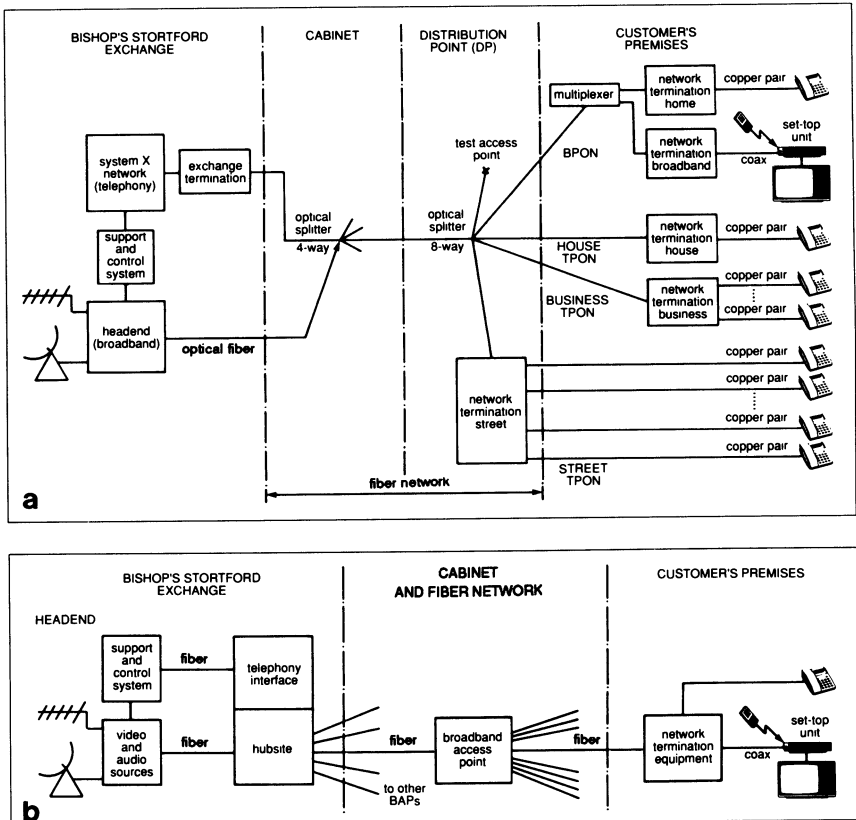 BISHOP'S STORTFORD
EXCHANGE
CABINET
DISTRIBUTION
POINT (DP)
CUSTOMER'S
PREMISES
system X
network
(telephony)
exchange
termination
support
and
control
system
headend
(broadband)
optical fiber
optical
splitter
4-way
test access
point
optical
splitter
8-way
multiplexer
BPON
network
termination
home
copper pair
network
termination
broadband
coax
set-top
unit
HOUSE
TPON
network
termination
house
copper pair
BUSINESS
TPON
network
termination
business
copper pair
copper pair
network
termination
street
copper pair
copper pair
copper pair
copper pair
STREET
TPON
fiber network
a
BISHOP'S STORTFORD
EXCHANGE
CABINET
AND FIBER NETWORK
CUSTOMER'S PREMISES
HEADEND
support
and
control
system
fiber
telephony
interface
video
and
audio
sources
fiber
hubsite
fiber
to other
BAPs
broadband
access
point
fiber
network
termination
equipment
coax
set-top
unit
b